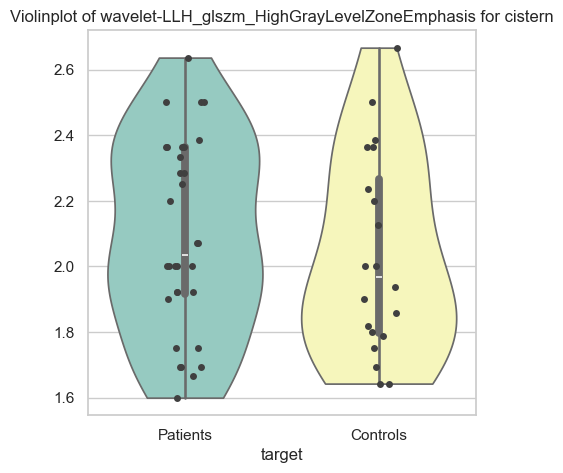 Violinplot of wavelet-LLH_glszm_HighGrayLevelZoneEmphasis for cistern
2.6
2.4
2.2
2.0
1.8
1.6
Patients Controls
target